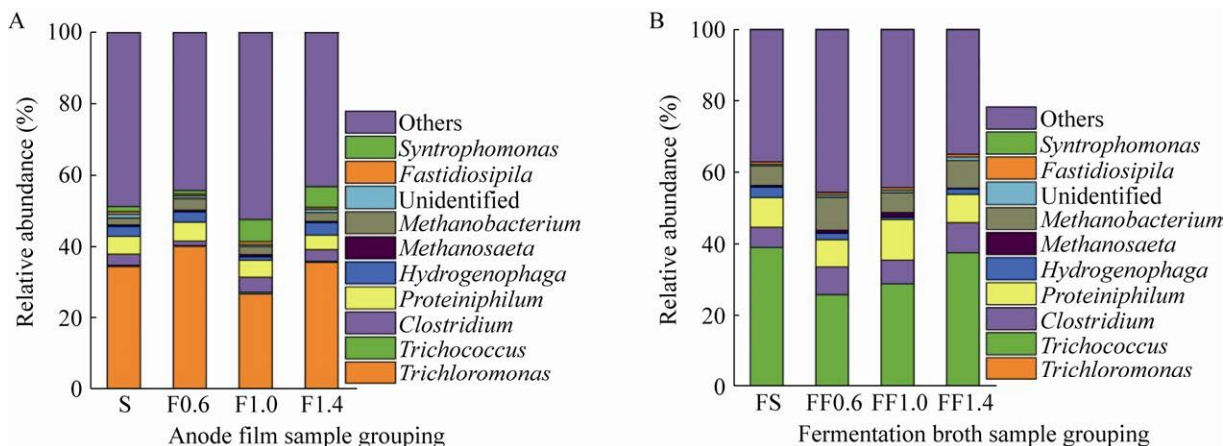 A
Relative abundance (%)
100
80
60
40
20
0
S F0.6 F1.0 F1.4
Anode film sample grouping
Others
Syntrophomonas
Fastidiosipila
Unidentified
Methanobacterium
Methanosaeta
Hydrogenophaga
Proteiniphilum
Clostridium
Trichococcus
Trichloromonas
B
Relative abundance (%)
100
80
60
40
20
0
FS FF0.6 FF1.0 FF1.4
Fermentation broth sample grouping
Others
Syntrophomonas
Fastidiosipila
Unidentified
Methanobacterium
Methanosaeta
Hydrogenophaga
Proteiniphilum
Clostridium
Trichococcus
Trichloromonas